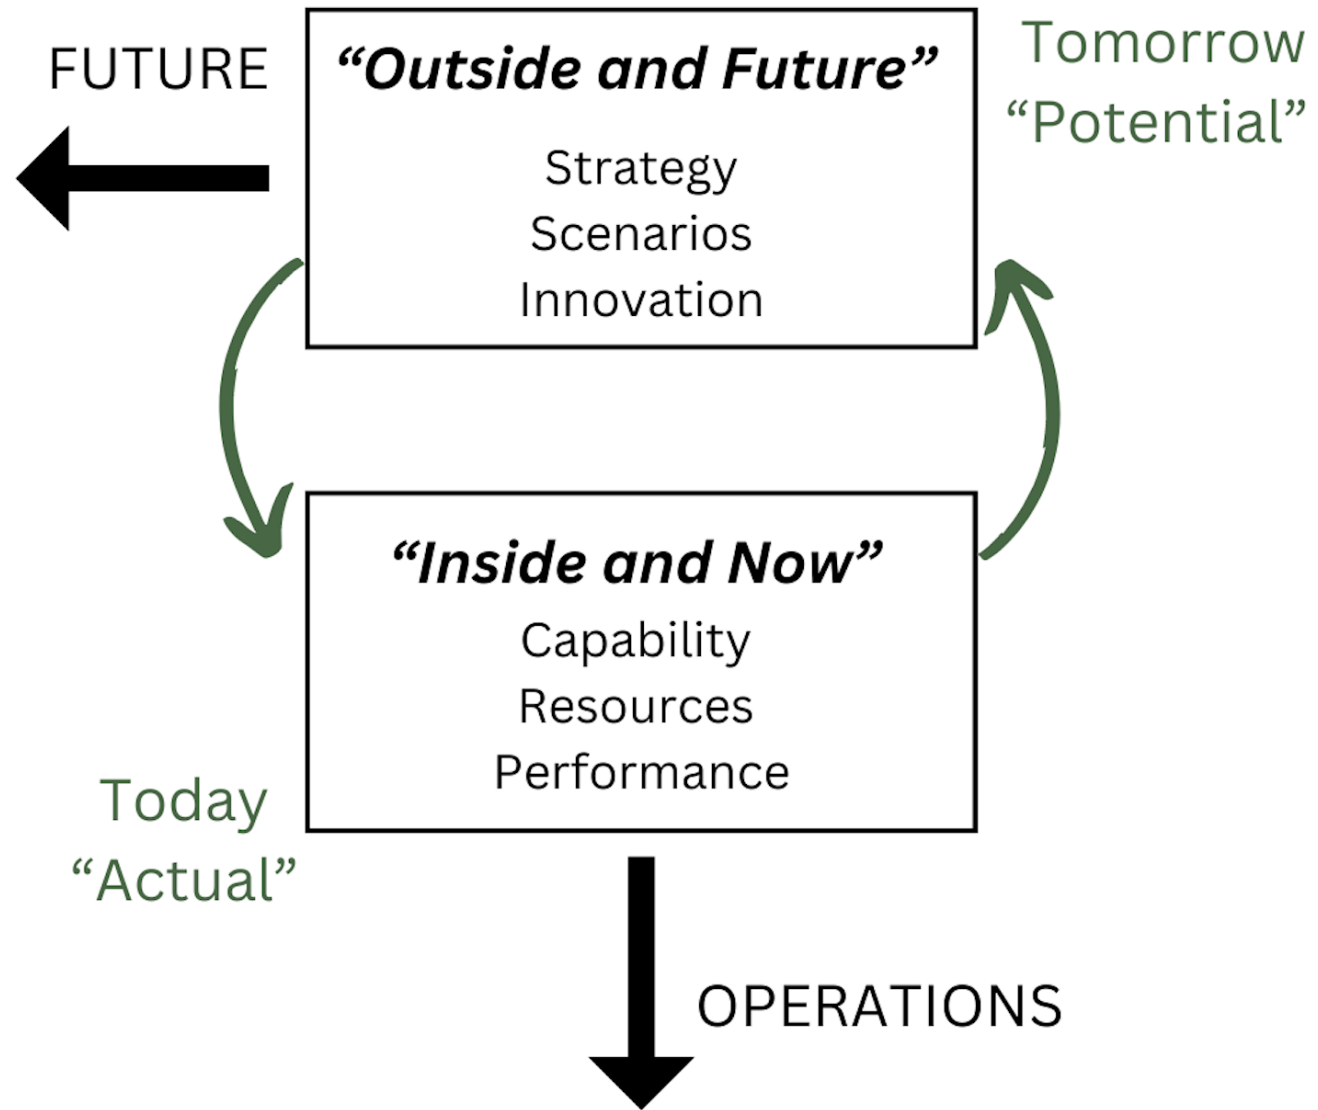 FUTURE
“Outside and Future”
Strategy
Scenarios
Innovation
Tomorrow
“Potential”
“Inside and Now”
Capability
Resources
Performance
Today
“Actual”
OPERATIONS